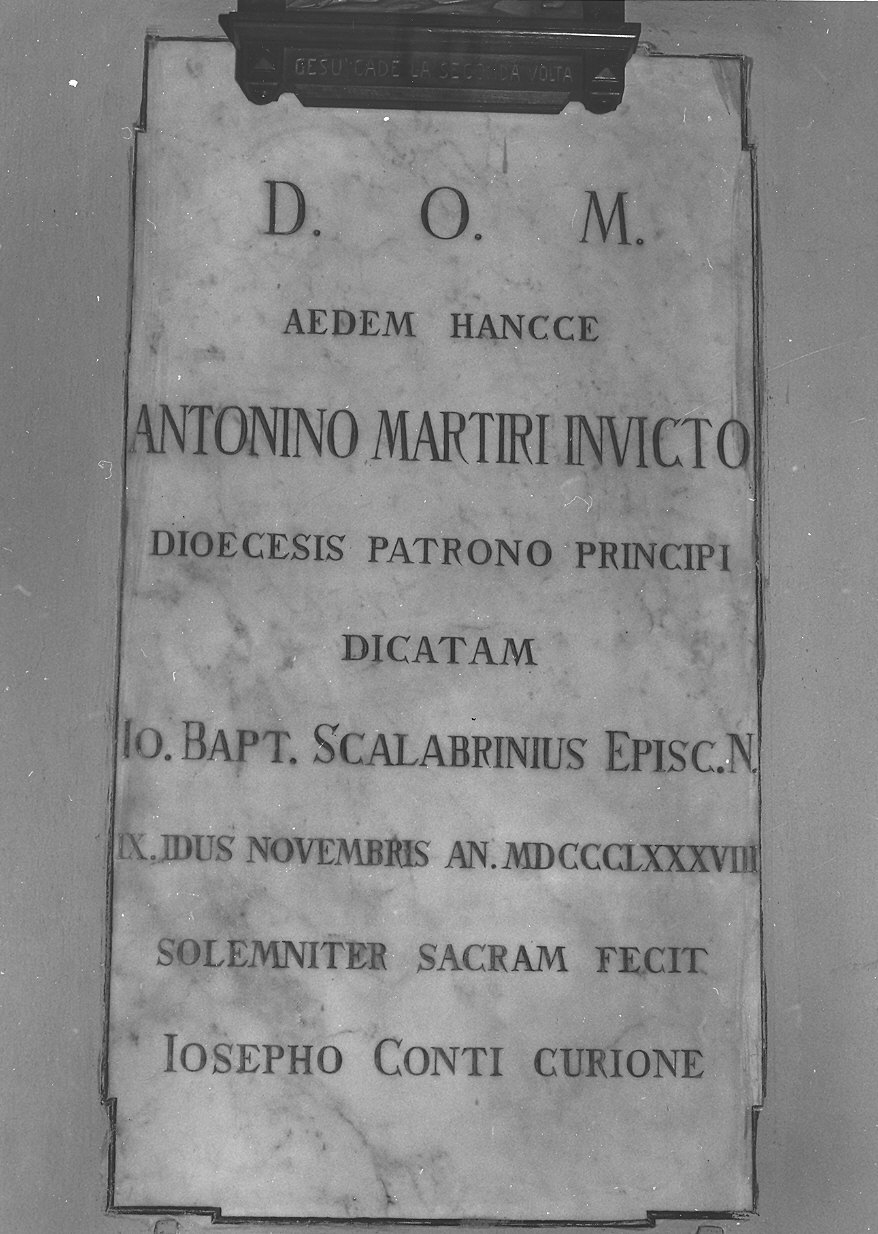 GESU' CADE LA SECONDA VOLTA
D. O. M.
AEDEM HANCCE
ANTONINO MARTIRI INVICTO
DIOECESIS PATRONO PRINCIPI
DICATAM
IO. BAPT. SCALABRINIUS EPISC. N.
IX. IDUS NOVEMBRIS AN. MDCCCLXXXVIII
SOLEMNITER SACRAM FECIT
IOSEPHO CONTI CURIONE